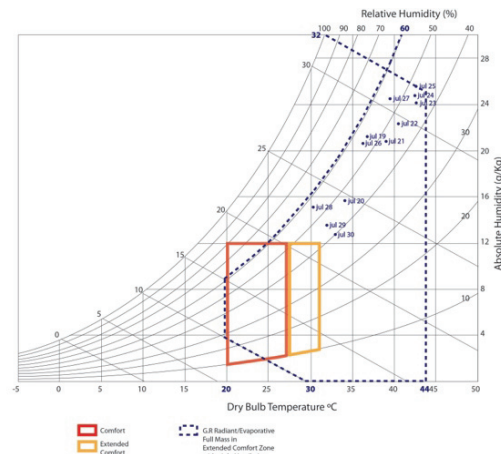 Relative Humidity (%)
32
100
90
80
70
60
50
40
30
28
jul 25
jul 24
jul 27
jul 23
24
30
jul 22
jul 19
jul 21
jul 26
25
20
jul 20
jul 28
16
20
20
jul 29
jul 30
12
15
8
10
10
5
4
0
-5
0
5
10
15
20
25
30
35
40
44
45
50
Absolute Humidity (g/Kg)
Dry Bulb Temperature ºC
Comfort
Extended
Comfort
G.R Radiant/Evaporative
Full Mass in
Extended Comfort Zone